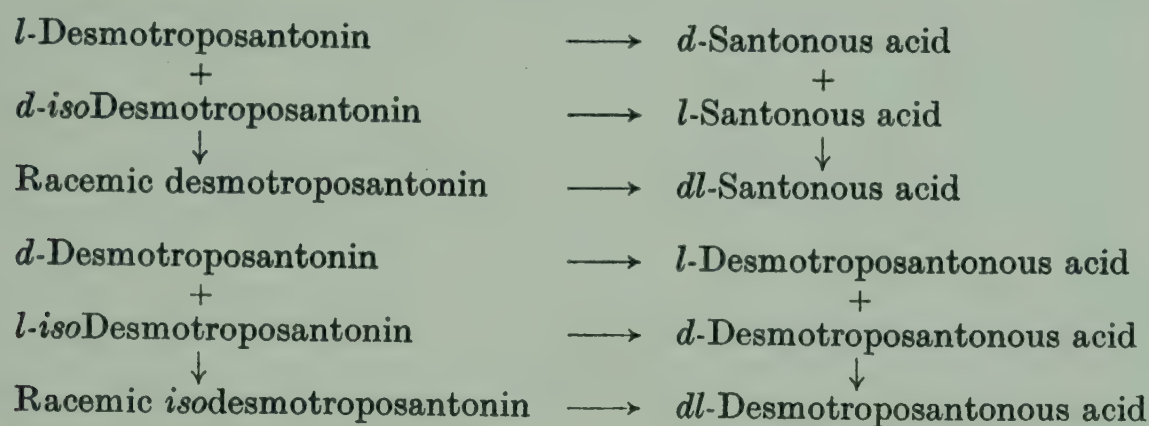 l-Desmotroposantonin ⟶ d-Santonous acid
+ +
d-isoDesmotroposantonin ⟶ l-Santonous acid
↓ ↓
Racemic desmotroposantonin ⟶ dl-Santonous acid
d-Desmotroposantonin ⟶ l-Desmotroposantonous acid
+ +
l-isoDesmotroposantonin ⟶ d-Desmotroposantonous acid
↓ ↓
Racemic isodesmotroposantonin ⟶ dl-Desmotroposantonous acid